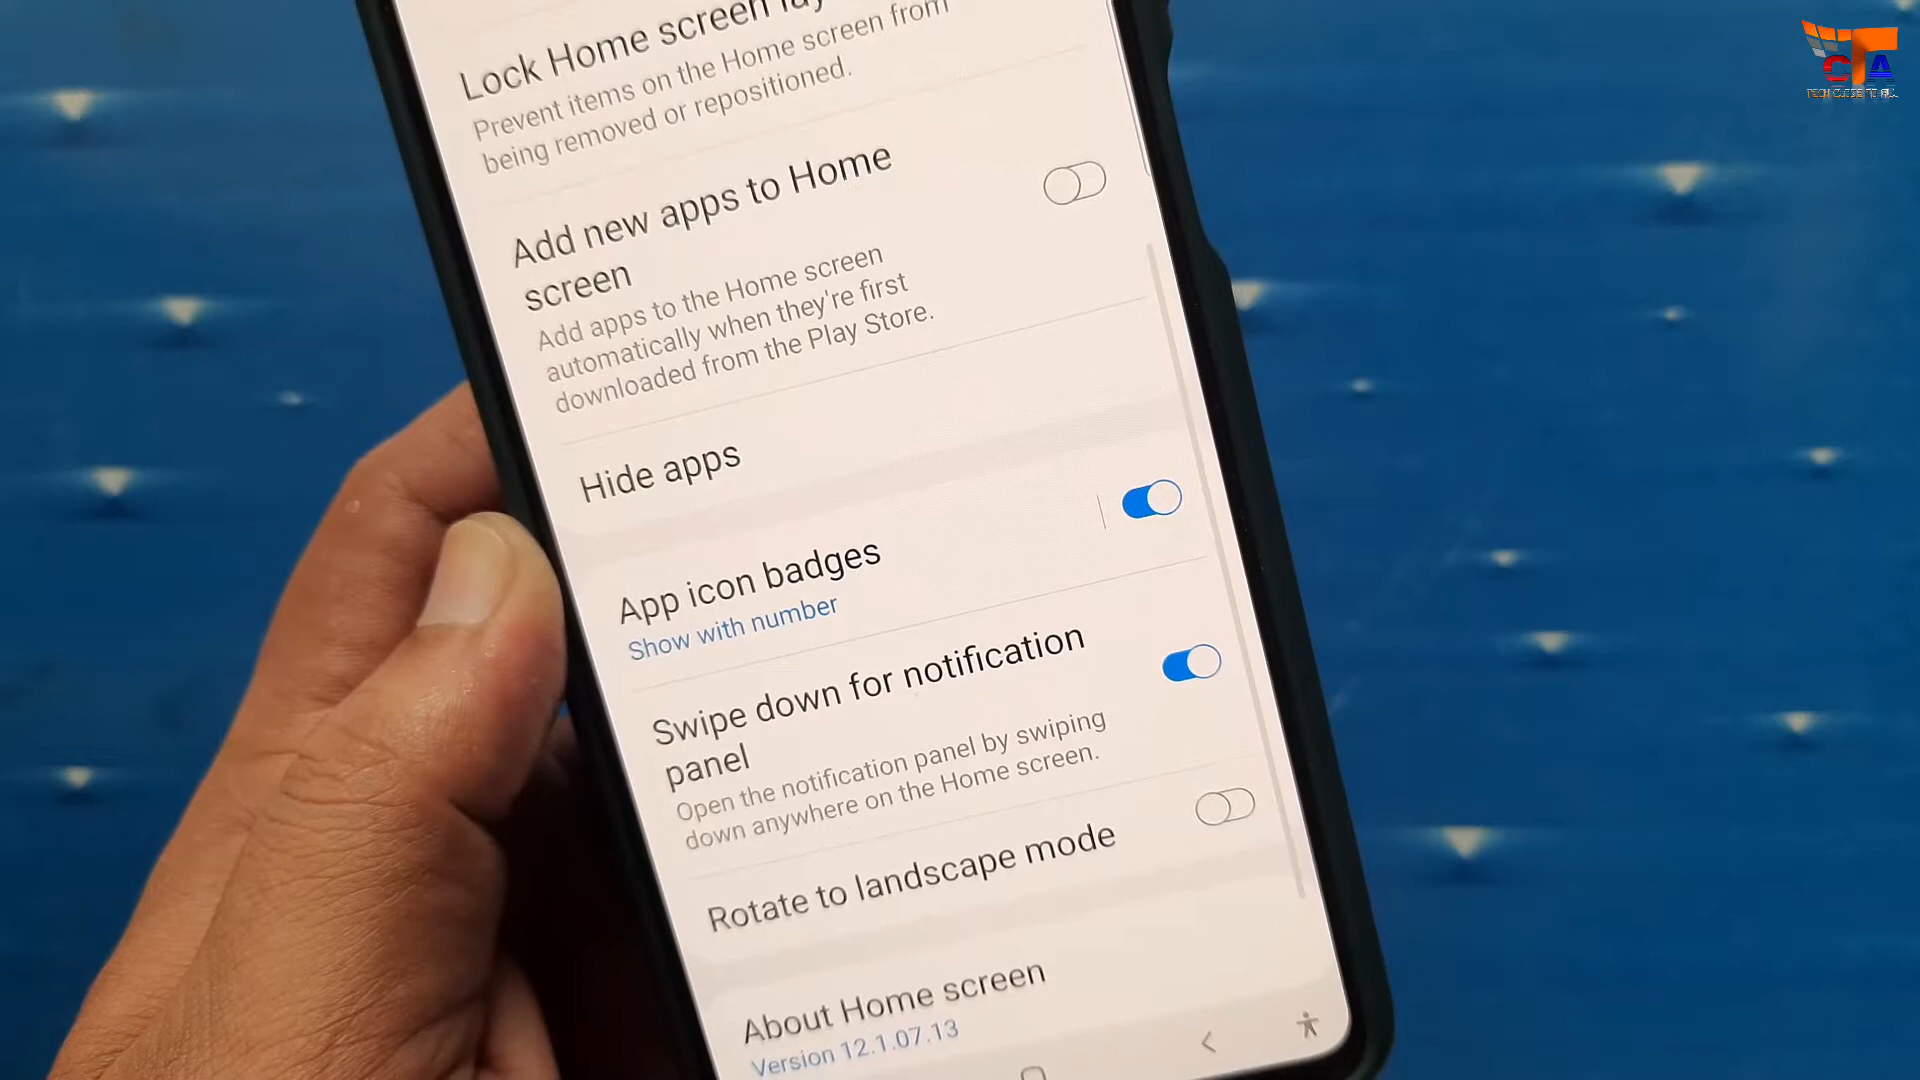 Lock Home screen
Prevent items on the Home screen from
being removed or repositioned.
Add new apps to Home
screen
Add apps to the Home screen
automatically when they're first
downloaded from the Play Store.
Hide apps
App icon badges
Show with number
Swipe down for notification
panel
Open the notification panel by swiping
down anywhere on the Home screen.
Rotate to landscape mode
About Home screen
Version 12.1.07.13
CTA